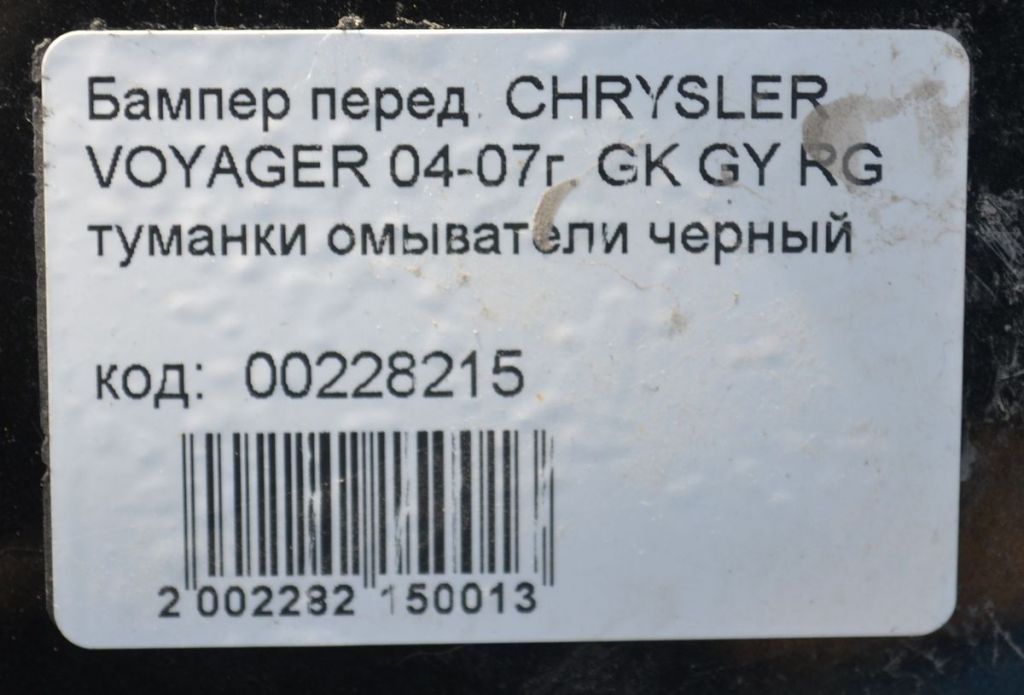 Бампер перед. CHRYSLER
VOYAGER 04-07г. GK GY RG
туманки омыватели черный
код: 00228215
2 002282 150013